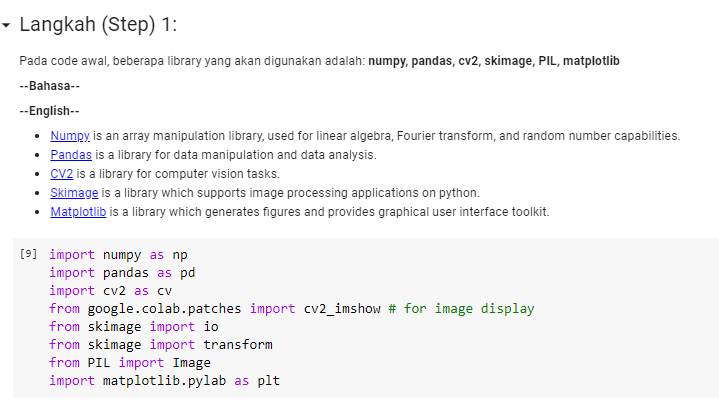 Langkah (Step) 1:
Pada code awal, beberapa library yang akan digunakan adalah: numpy, pandas, cv2, skimage, PIL, matplotlib
--Bahasa--
--English--
• Numpy is an array manipulation library, used for linear algebra, Fourier transform, and random number capabilities.
• Pandas is a library for data manipulation and data analysis.
• CV2 is a library for computer vision tasks.
• Skimage is a library which supports image processing applications on python.
• Matplotlib is a library which generates figures and provides graphical user interface toolkit.
[9] import numpy as np
import pandas as pd
import cv2 as cv
from google.colab.patches import cv2_imshow # for image display
from skimage import io
from skimage import transform
from PIL import Image
import matplotlib.pylab as plt